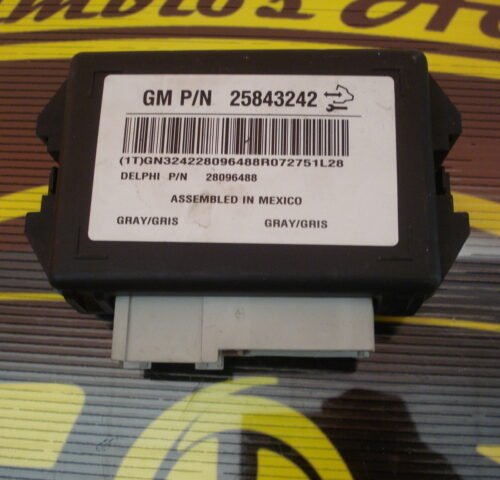 GM P/N 25843242
(1T)GN324228096488R072751L28
DELPHI P/N 28096488
ASSEMBLED IN MEXICO
GRAY/GRIS GRAY/GRIS